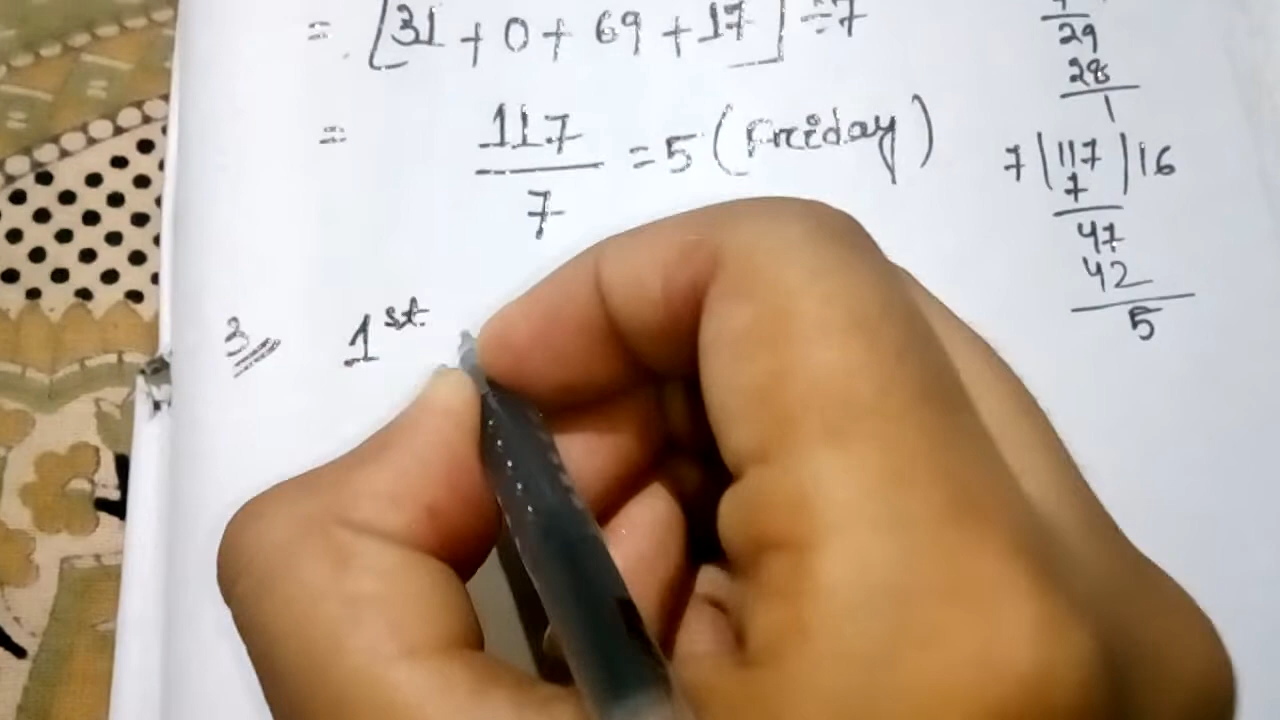 = [31 + 0 + 69 + 17] ÷ 7
= 117/7 = 5 (Friday)
29
28
1
7 | 117 | 16
7
47
42
5
3 1st